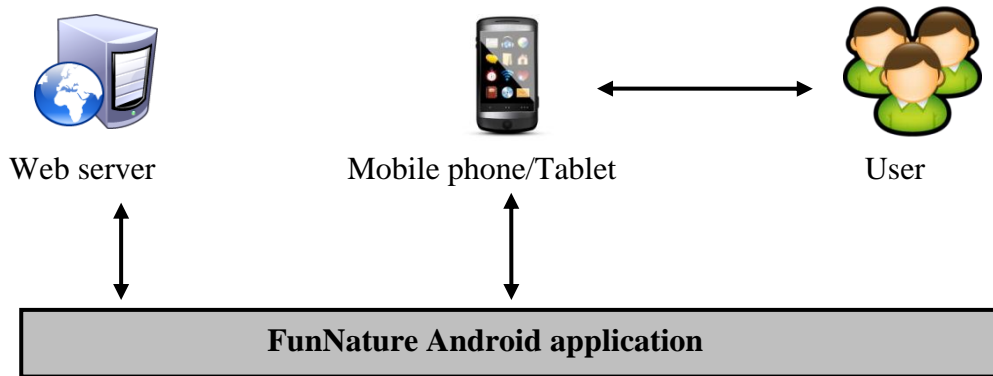 Web server
Mobile phone/Tablet
User
FunNature Android application